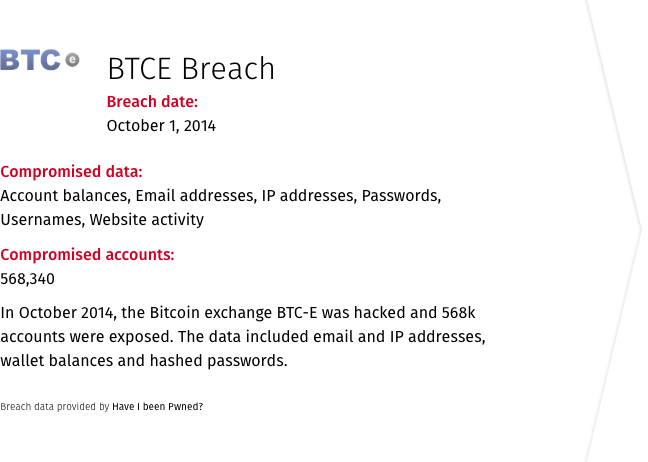 BTC e
BTCE Breach
Breach date:
October 1, 2014
Compromised data:
Account balances, Email addresses, IP addresses, Passwords,
Usernames, Website activity
Compromised accounts:
568,340
In October 2014, the Bitcoin exchange BTC-E was hacked and 568k
accounts were exposed. The data included email and IP addresses,
wallet balances and hashed passwords.
Breach data provided by Have I been Pwned?